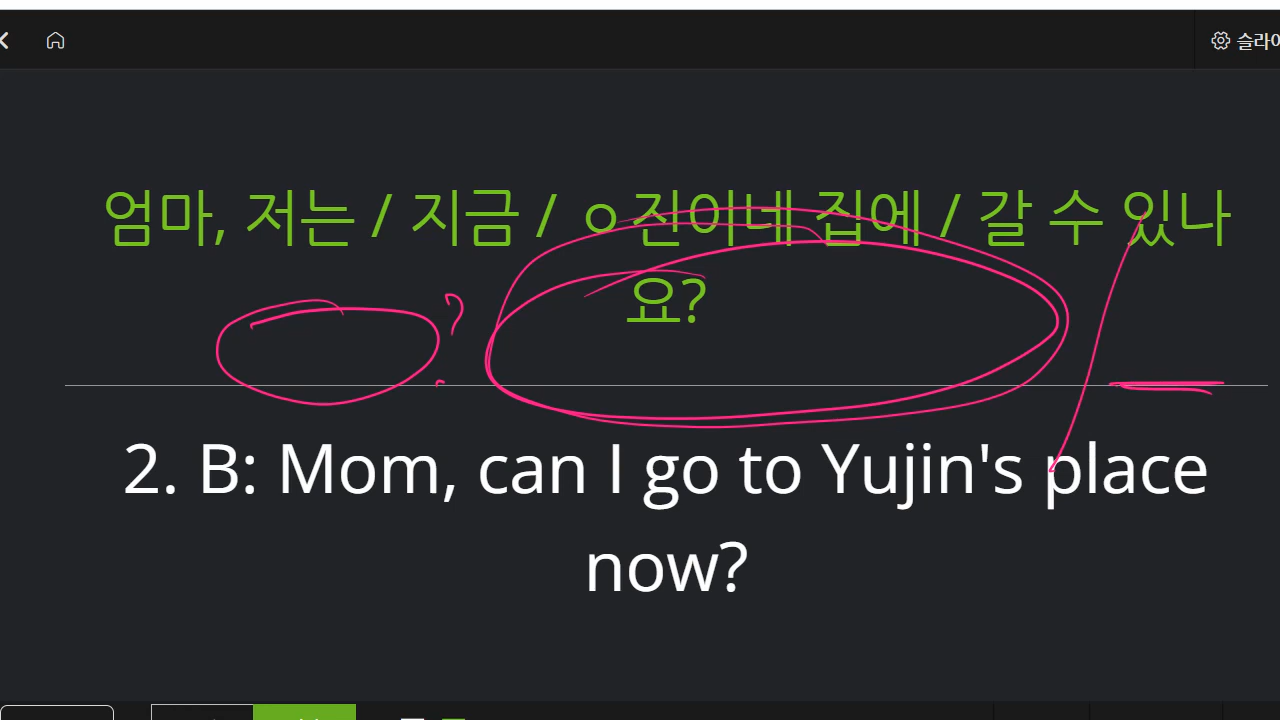 슬라이
엄마, 저는 / 지금 / ㅇ진이네 집에 / 갈 수 있나
요?
?
2. B: Mom, can I go to Yujin's place
now?